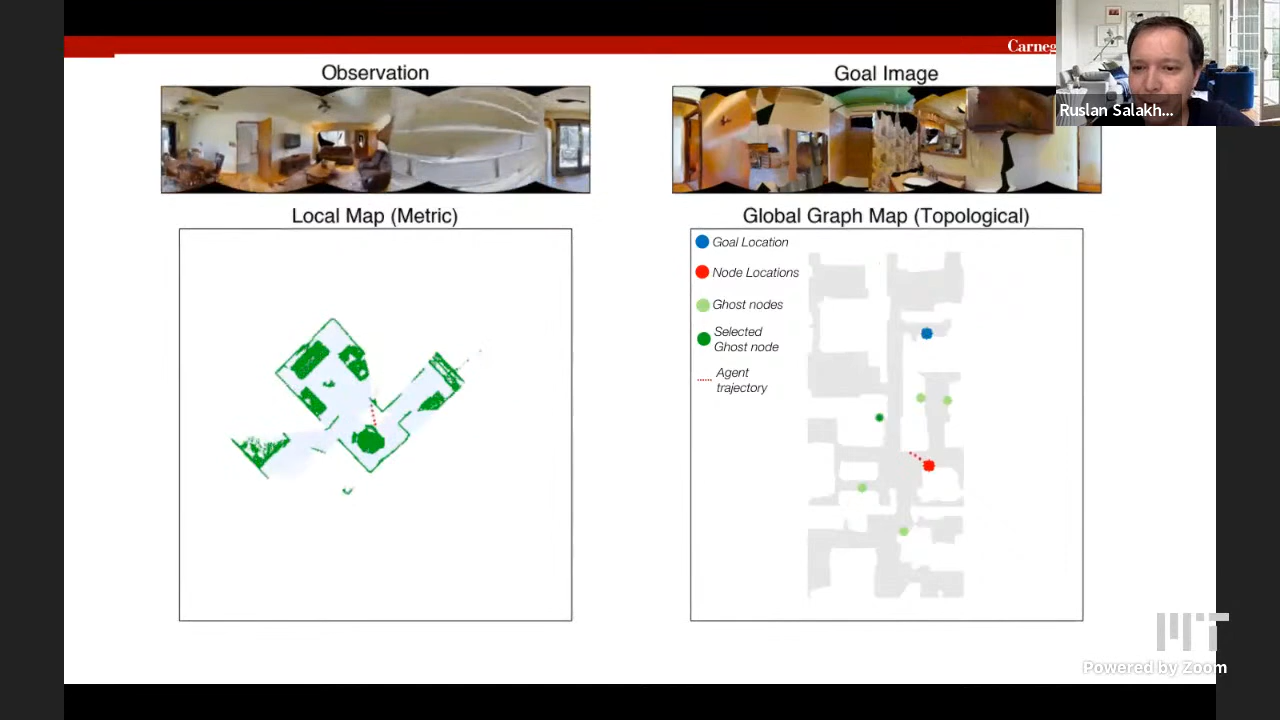 Carneg
Observation
Goal Image
Ruslan Salakh...
Local Map (Metric)
Global Graph Map (Topological)
Goal Location
Node Locations
Ghost nodes
Selected
Ghost node
Agent
trajectory
MIT
Powered by Zoom